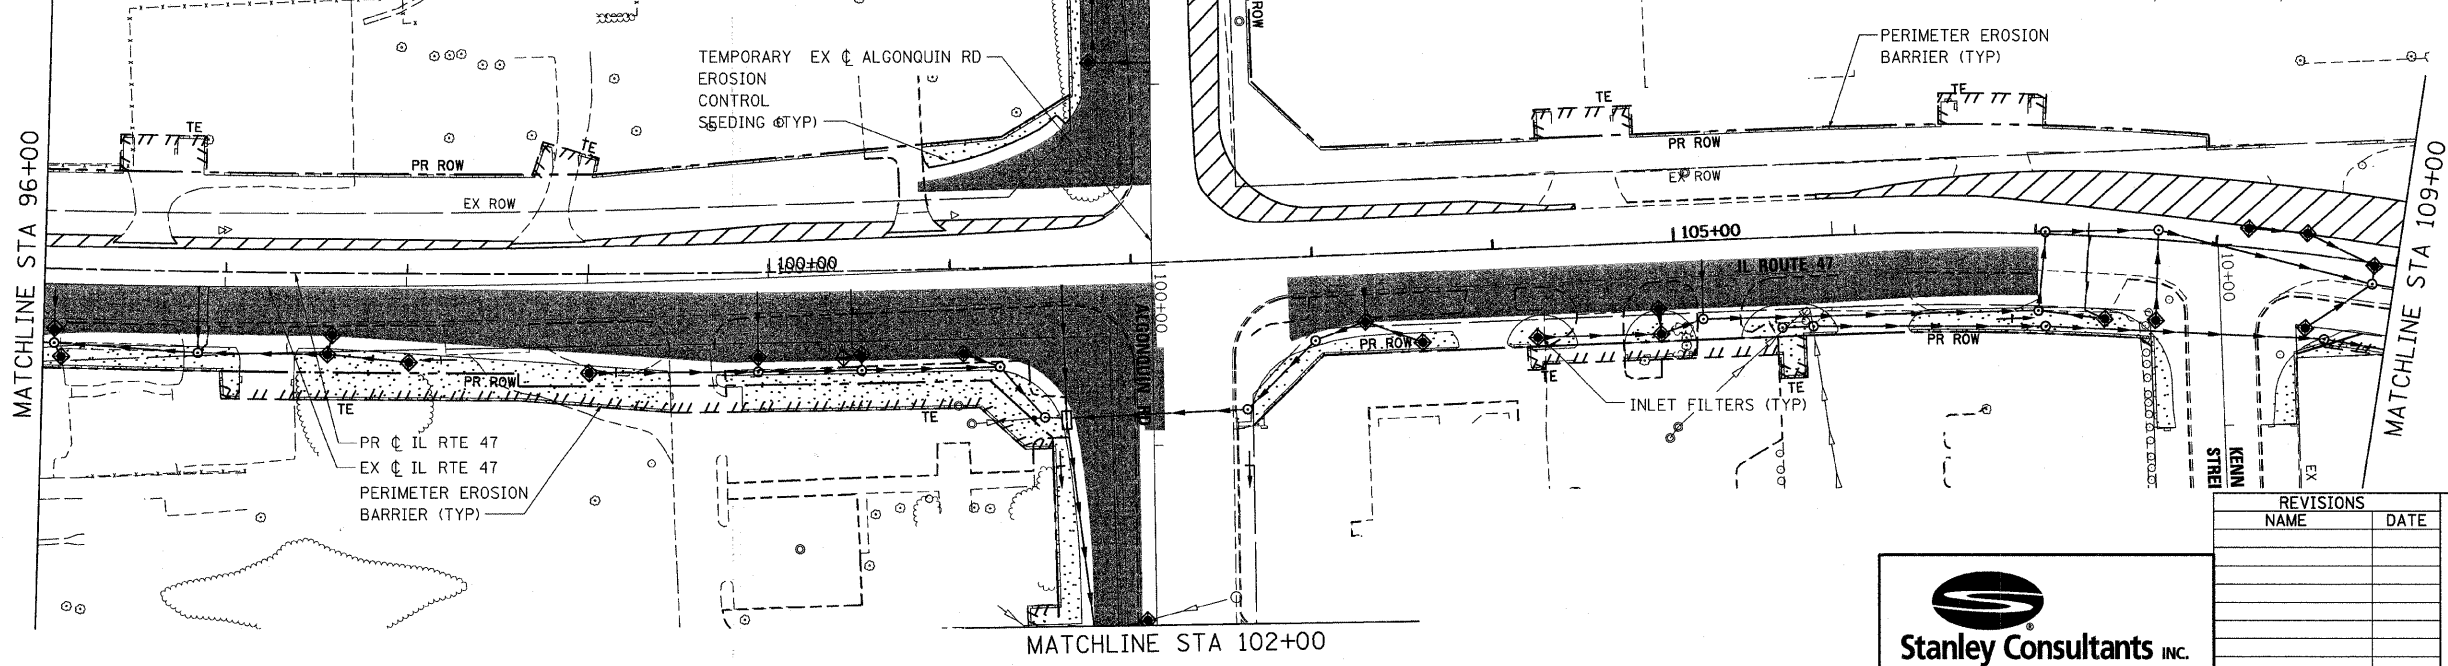 ROW
TEMPORARY
EROSION
CONTROL
SEEDING (TYP)
EX ℄ ALGONQUIN RD
PERIMETER EROSION
BARRIER (TYP)
TE
TE
TE
TE
PR ROW
EX ROW
PR ROW
EX ROW
MATCHLINE STA 96+00
MATCHLINE STA 109+00
100+00
105+00
IL ROUTE 47
ALGONQUIN RD
100+00
10+00
PR ROW
PR ROW
PR ROW
TE
TE
TE
TE
INLET FILTERS (TYP)
PR ℄ IL RTE 47
EX ℄ IL RTE 47
PERIMETER EROSION
BARRIER (TYP)
KENN
STREE
EX
MATCHLINE STA 102+00
REVISIONS
NAME DATE
Stanley Consultants INC.